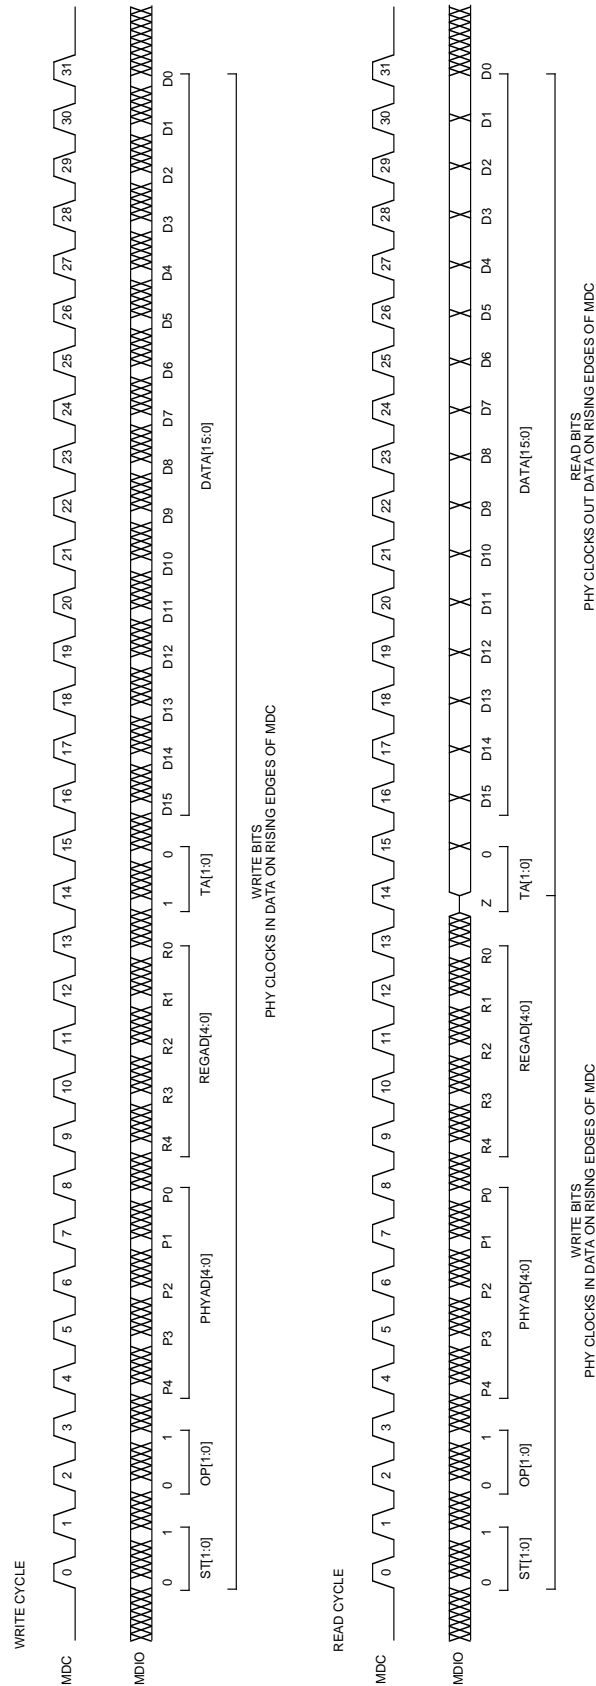 WRITE CYCLE
MDC 0 1 2 3 4 5 6 7 8 9 10 11 12 13 14 15 16 17 18 19 20 21 22 23 24 25 26 27 28 29 30 31
MDIO
0 1 0 1 P4 P3 P2 P1 P0 R4 R3 R2 R1 R0 1 0 D15 D14 D13 D12 D11 D10 D9 D8 D7 D6 D5 D4 D3 D2 D1 D0
ST[1:0] OP[1:0] PHYAD[4:0] REGAD[4:0] TA[1:0] DATA[15:0]
WRITE BITS
PHY CLOCKS IN DATA ON RISING EDGES OF MDC
READ CYCLE
MDC 0 1 2 3 4 5 6 7 8 9 10 11 12 13 14 15 16 17 18 19 20 21 22 23 24 25 26 27 28 29 30 31
MDIO
0 1 0 1 P4 P3 P2 P1 P0 R4 R3 R2 R1 R0 Z 0 D15 D14 D13 D12 D11 D10 D9 D8 D7 D6 D5 D4 D3 D2 D1 D0
ST[1:0] OP[1:0] PHYAD[4:0] REGAD[4:0] TA[1:0] DATA[15:0]
WRITE BITS
PHY CLOCKS IN DATA ON RISING EDGES OF MDC
READ BITS
PHY CLOCKS OUT DATA ON RISING EDGES OF MDC